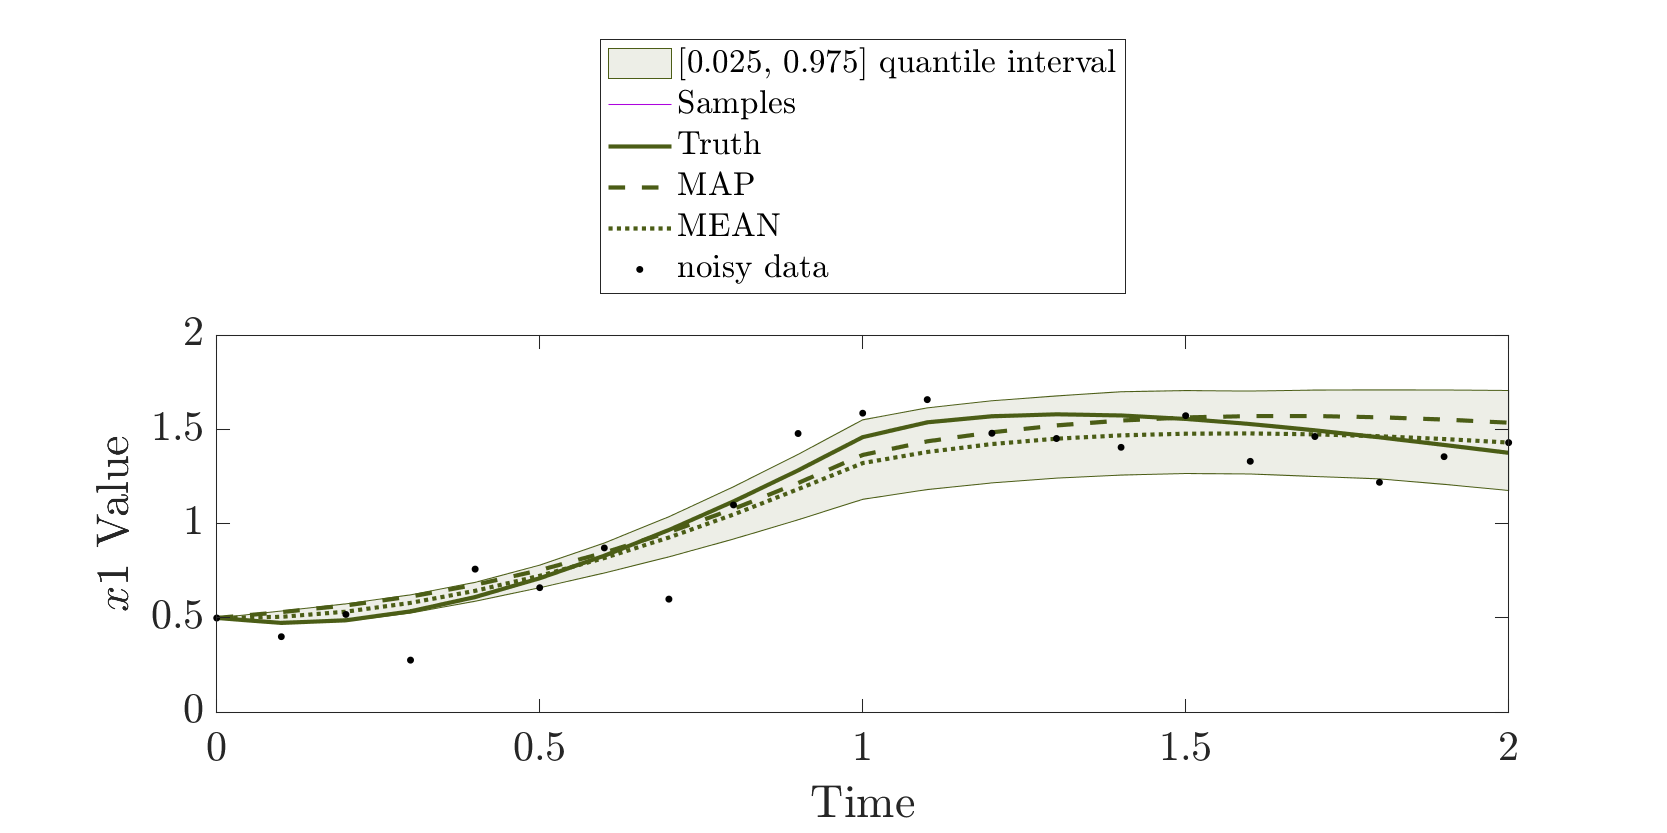 [0.025, 0.975] quantile interval
Samples
Truth
MAP
MEAN
noisy data
2
1.5
1
0.5
0
x1 Value
0 0.5 1 1.5 2
Time